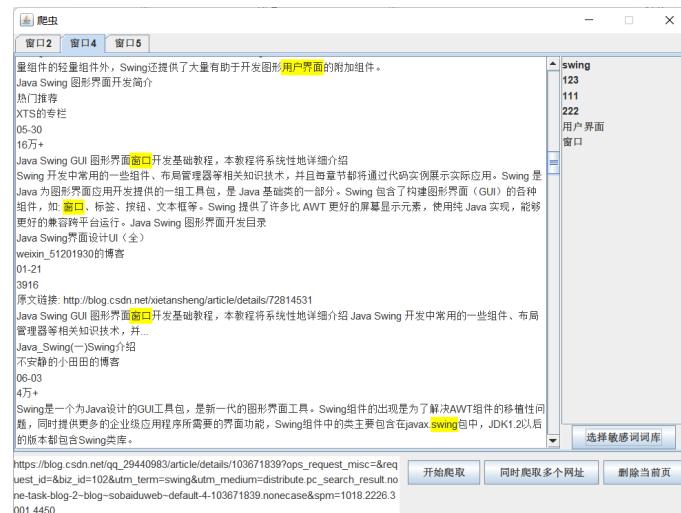 爬虫
窗口2 窗口4 窗口5
量组件的轻量组件外，Swing还提供了大量有助于开发图形用户界面的附加组件。
Java Swing 图形界面开发简介
热门推荐
XTS的专栏
05-30
16万+
Java Swing GUI 图形界面窗口开发基础教程，本教程将系统性地详细介绍
Swing 开发中常用的一些组件、布局管理器等相关知识技术，并且每章节都将通过代码实例展示实际应用。Swing 是
Java 为图形界面应用开发提供的一组工具包，是 Java 基础类的一部分。Swing 包含了构建图形界面（GUI）的各种
组件，如: 窗口、标签、按钮、文本框等。Swing 提供了许多比 AWT 更好的屏幕显示元素，使用纯 Java 实现，能够
更好的兼容跨平台运行。Java Swing 图形界面开发目录
Java Swing界面设计UI（全）
weixin_51201930的博客
01-21
3916
原文链接: http://blog.csdn.net/xietansheng/article/details/72814531
Java Swing GUI 图形界面窗口开发基础教程，本教程将系统性地详细介绍 Java Swing 开发中常用的一些组件、布局
管理器等相关知识技术，并...
Java_Swing(一)Swing介绍
不安静的小田田的博客
06-03
4万+
Swing是一个为Java设计的GUI工具包，是新一代的图形界面工具。Swing组件的出现是为了解决AWT组件的移植性问
题，同时提供更多的企业级应用程序所需要的界面功能，Swing组件中的类主要包含在javax.swing包中，JDK1.2以后
的版本都包含Swing类库。
swing
123
111
222
用户界面
窗口
选择敏感词词库
https://blog.csdn.net/qq_29440983/article/details/103671839?ops_request_misc=&req
uest_id=&biz_id=102&utm_term=swing&utm_medium=distribute.pc_search_result.no
ne-task-blog-2~blog~sobaiduweb~default-4-103671839.nonecase&spm=1018.2226.3
001.4450
开始爬取 同时爬取多个网址 删除当前页